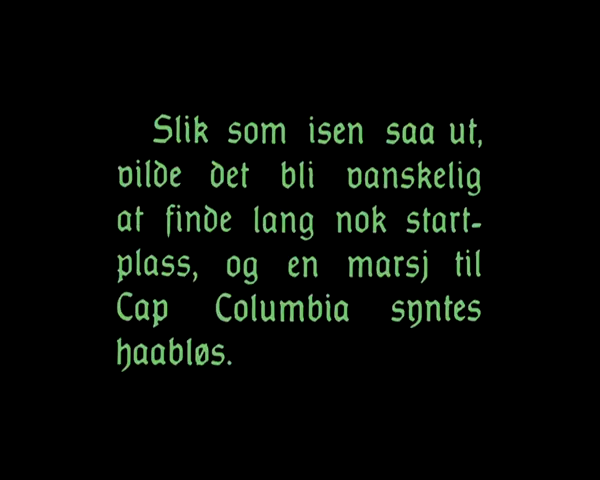 Slik som isen saa ut,
vilde det bli vanskelig
at finde lang nok start-
plass, og en marsj til
Cap Columbia syntes
haabløs.